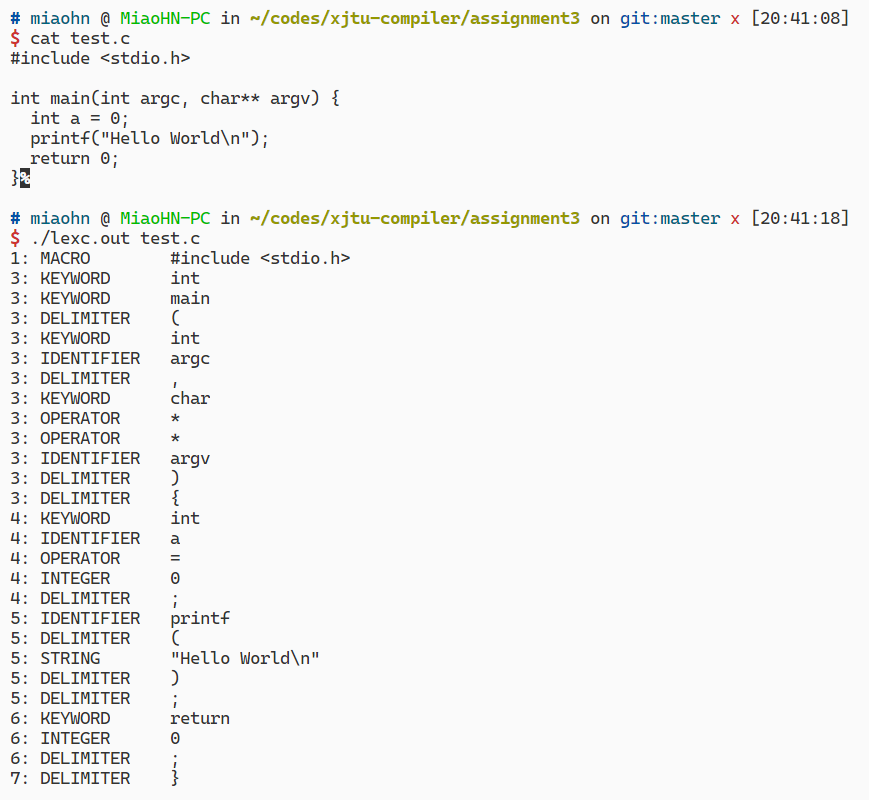 # miaohn @ MiaoHN-PC in ~/codes/xjtu-compiler/assignment3 on git:master x [20:41:08]
$ cat test.c
#include <stdio.h>

int main(int argc, char** argv) {
  int a = 0;
  printf("Hello World\n");
  return 0;
}%

# miaohn @ MiaoHN-PC in ~/codes/xjtu-compiler/assignment3 on git:master x [20:41:18]
$ ./lexc.out test.c
1: MACRO        #include <stdio.h>
3: KEYWORD      int
3: KEYWORD      main
3: DELIMITER    (
3: KEYWORD      int
3: IDENTIFIER   argc
3: DELIMITER    ,
3: KEYWORD      char
3: OPERATOR     *
3: OPERATOR     *
3: IDENTIFIER   argv
3: DELIMITER    )
3: DELIMITER    {
4: KEYWORD      int
4: IDENTIFIER   a
4: OPERATOR     =
4: INTEGER      0
4: DELIMITER    ;
5: IDENTIFIER   printf
5: DELIMITER    (
5: STRING       "Hello World\n"
5: DELIMITER    )
5: DELIMITER    ;
6: KEYWORD      return
6: INTEGER      0
6: DELIMITER    ;
7: DELIMITER    }